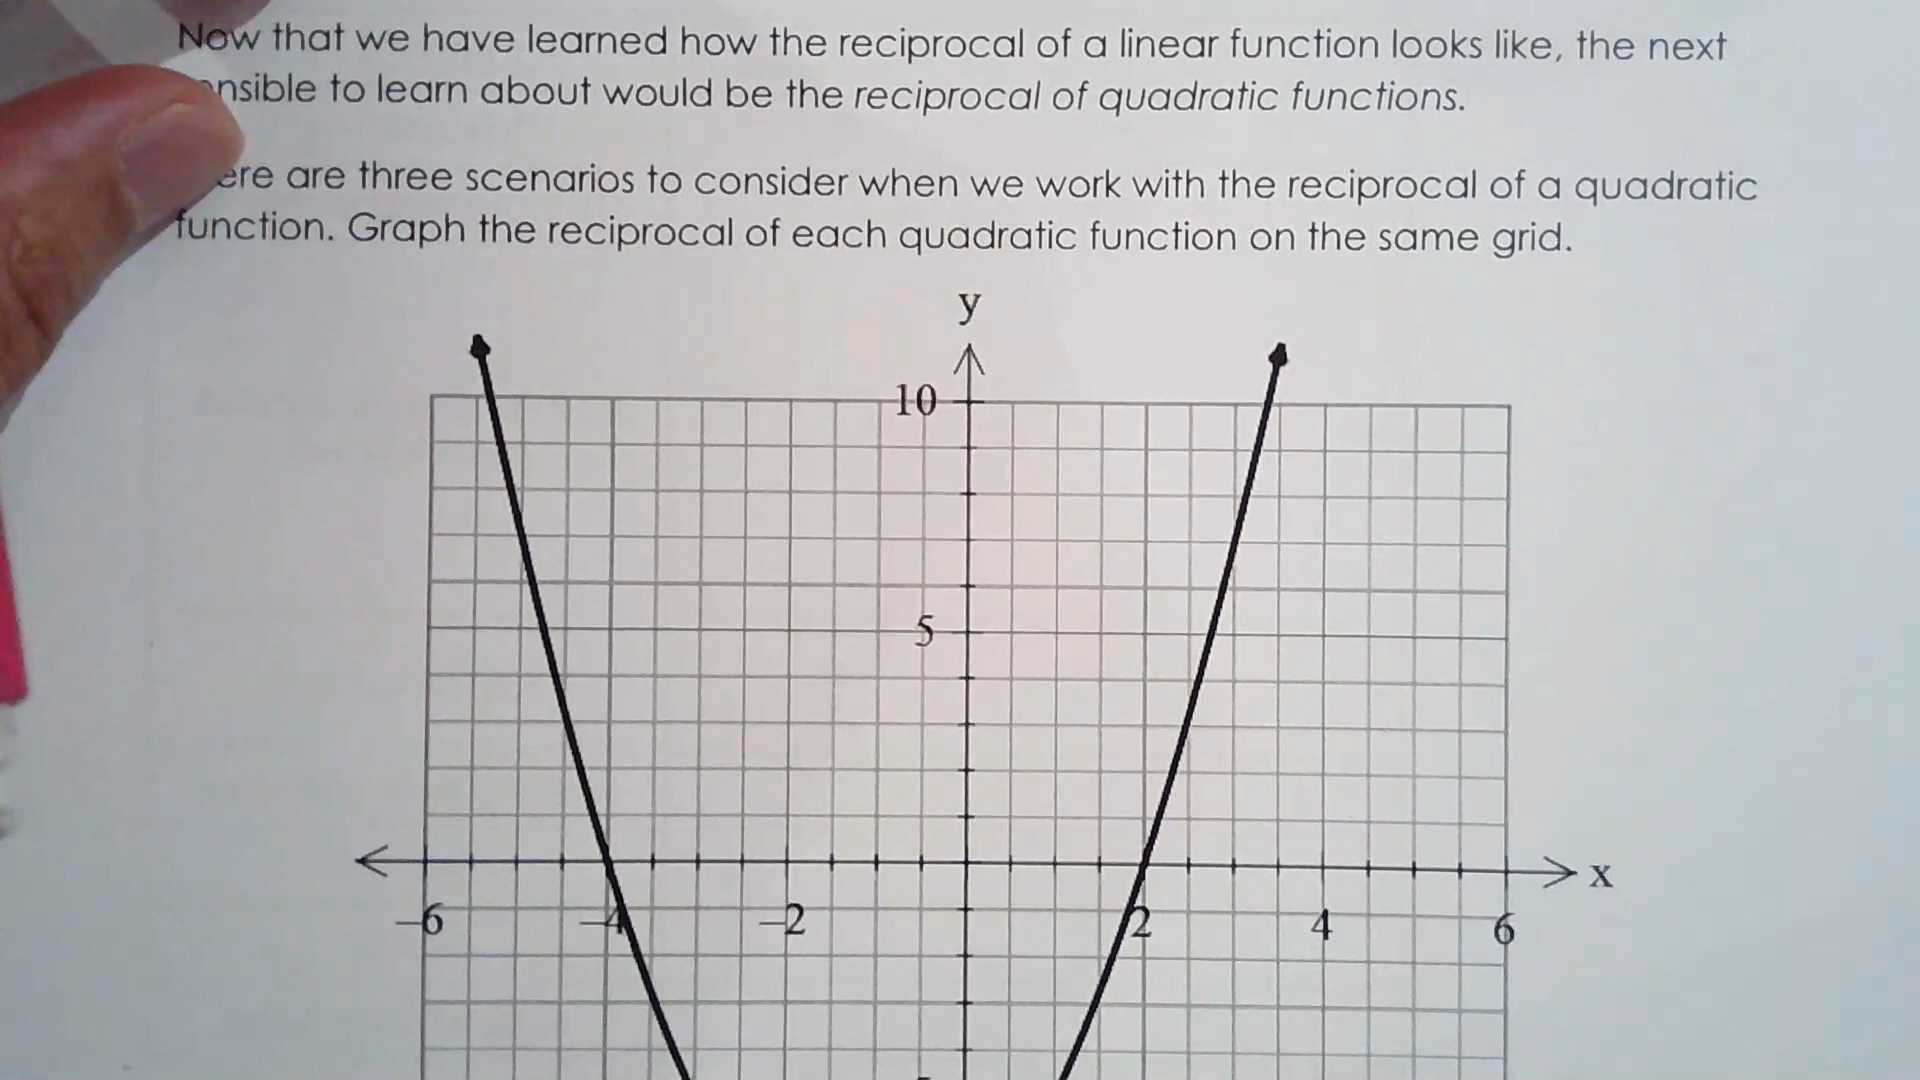 Now that we have learned how the reciprocal of a linear function looks like, the next
to learn about would be the reciprocal of quadratic functions.
are three scenarios to consider when we work with the reciprocal of a quadratic
function. Graph the reciprocal of each quadratic function on the same grid.
y
10
5
x
-6 -4 -2 2 4 6